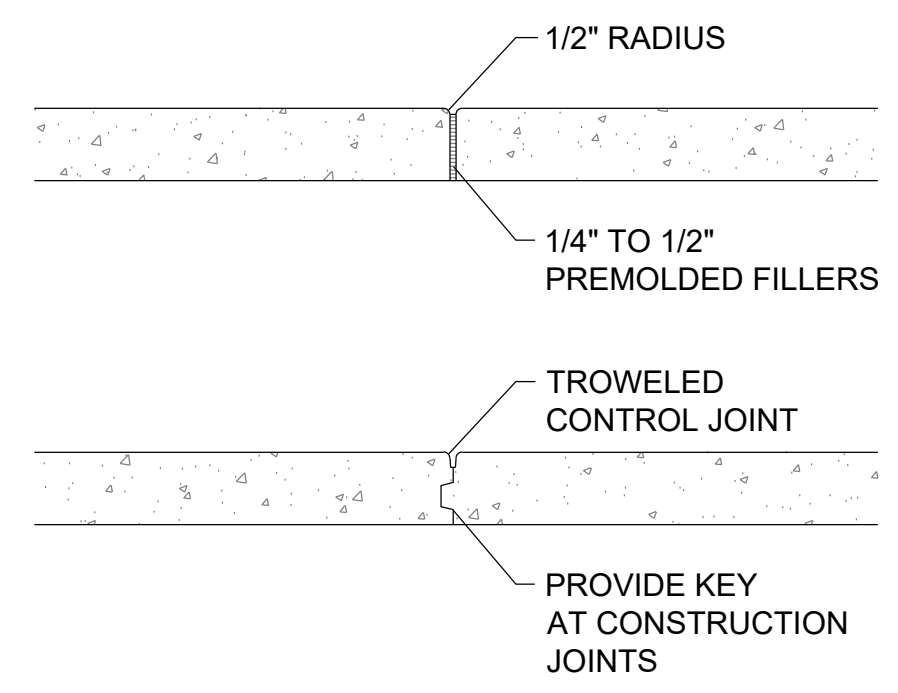 1/2" RADIUS
1/4" TO 1/2"
PREMOLDED FILLERS
TROWELED
CONTROL JOINT
PROVIDE KEY
AT CONSTRUCTION
JOINTS